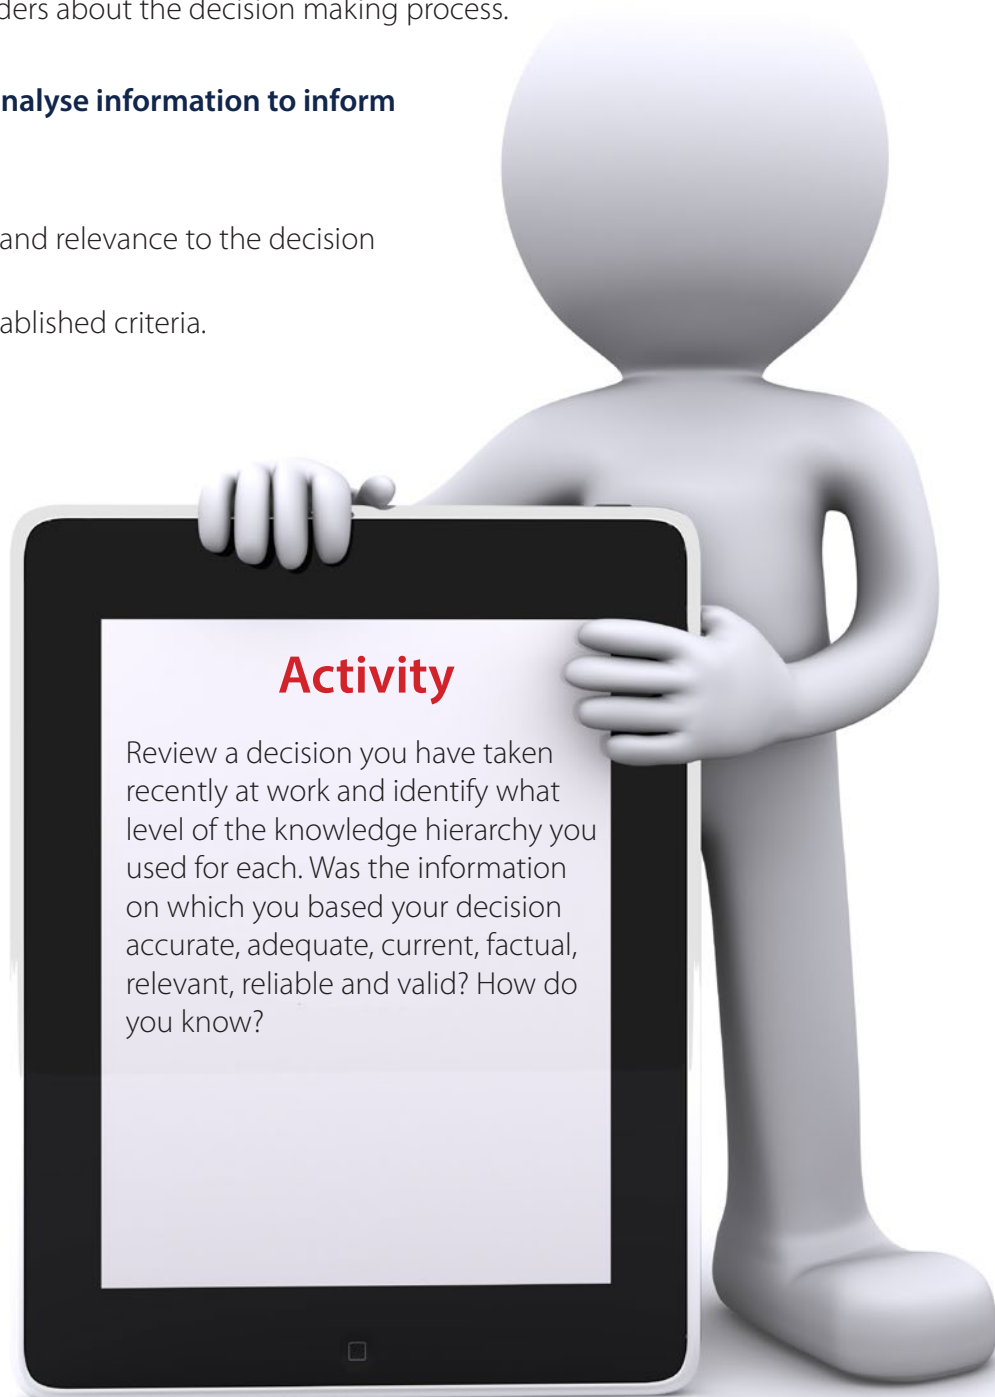 ders about the decision making process.
nalyse information to inform
and relevance to the decision
ablished criteria.
Activity
Review a decision you have taken
recently at work and identify what
level of the knowledge hierarchy you
used for each. Was the information
on which you based your decision
accurate, adequate, current, factual,
relevant, reliable and valid? How do
you know?